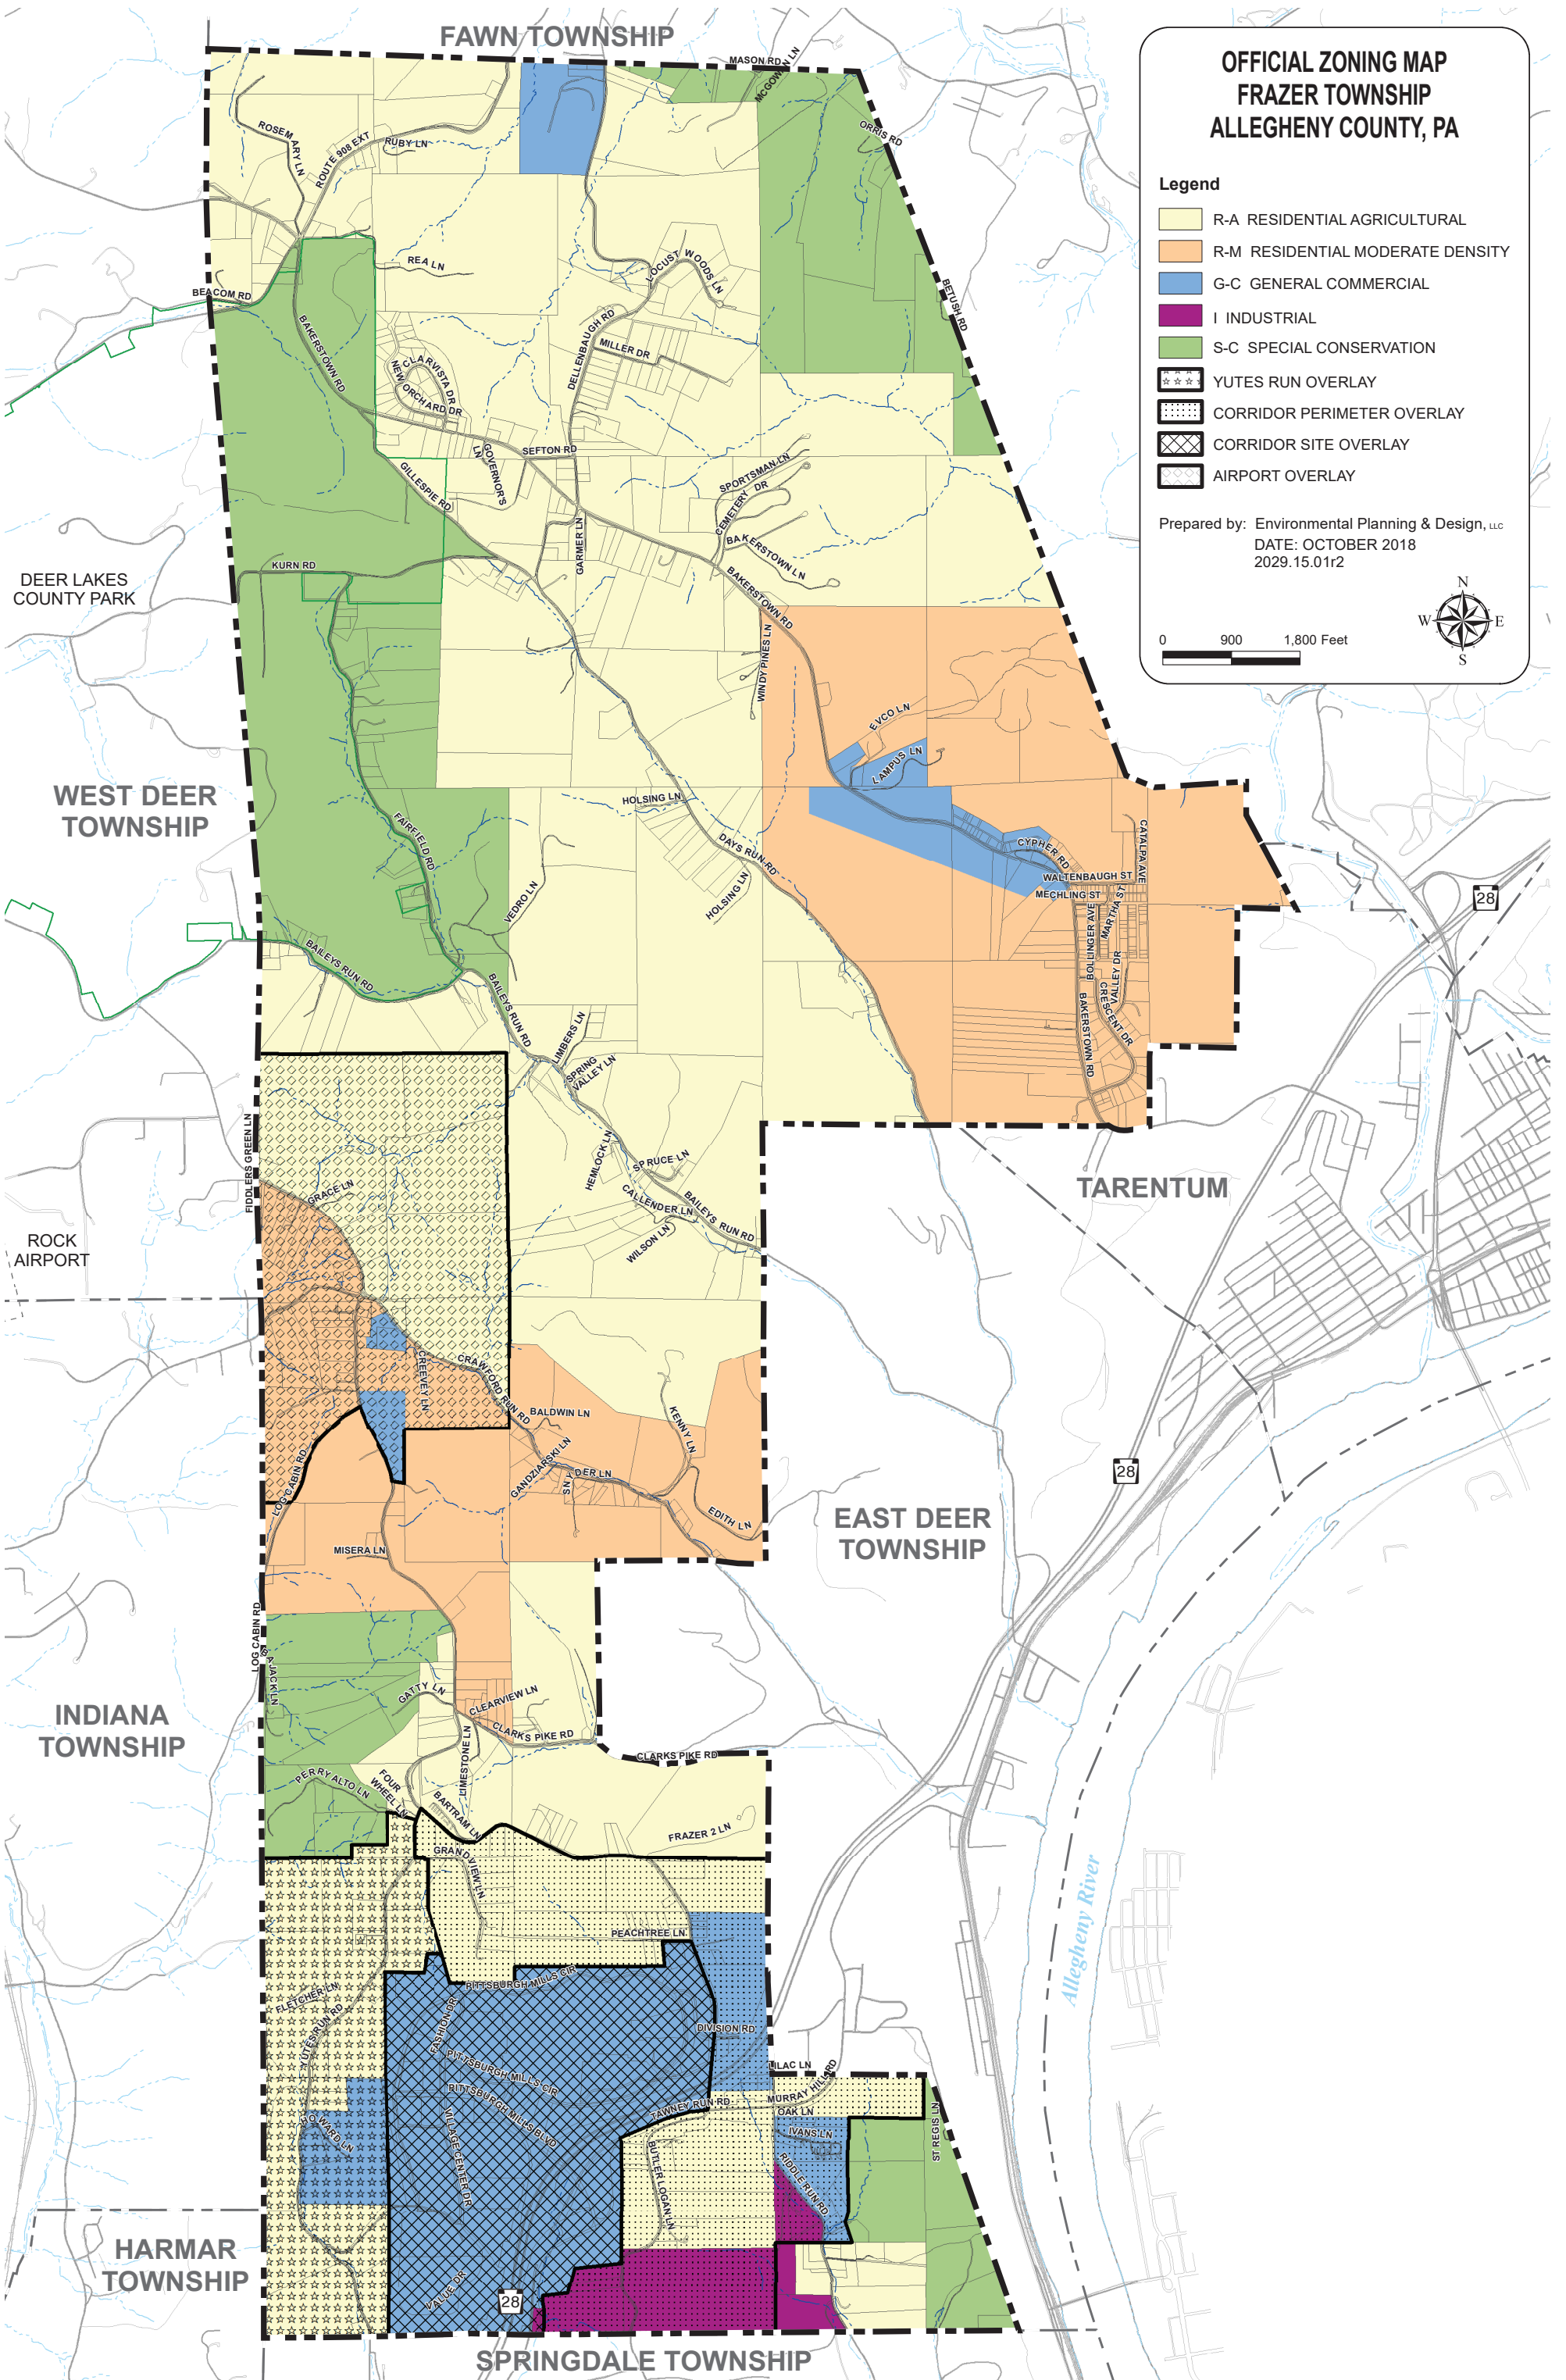 FAWN TOWNSHIP
OFFICIAL ZONING MAP
FRAZER TOWNSHIP
ALLEGHENY COUNTY, PA
Legend
R-A RESIDENTIAL AGRICULTURAL
R-M RESIDENTIAL MODERATE DENSITY
G-C GENERAL COMMERCIAL
I INDUSTRIAL
S-C SPECIAL CONSERVATION
YUTES RUN OVERLAY
CORRIDOR PERIMETER OVERLAY
CORRIDOR SITE OVERLAY
AIRPORT OVERLAY
Prepared by: Environmental Planning & Design, LLC
DATE: OCTOBER 2018
2029.15.01r2
N
W
E
S
0 900 1,800 Feet
MASON RD
MCGOWIN LN
ORRIS RD
ROSEMARY LN
ROUTE 908 EXT
RUBY LN
REA LN
LOCUST WOODS LN
BETUSH RD
BEACOM RD
BAKERSTOWN RD
CLARVISTA DR
NEW ORCHARD DR
DELLENBAUGH RD
MILLER DR
SEFTON RD
GOVERNOR'S LN
GILLESPIE RD
SPORTSMAN LN
CEMETERY DR
BAKERSTOWN LN
GARMER LN
KURN RD
BAKERSTOWN RD
WINDY PINES LN
DEER LAKES
COUNTY PARK
EVCO LN
LAMPUS LN
WEST DEER
TOWNSHIP
HOLSING LN
FAIRFIELD RD
DAYS RUN RD
HOLSING LN
CYPHER RD
CATALPA AVE
WALTENBAUGH ST
MECHLING ST
MARTHA ST
BOLLINGER AVE
VALLEY DR
CRESCENT DR
BAKERSTOWN RD
28
VEDRO LN
BAILEYS RUN RD
BAILEYS RUN RD
LIMBERS LN
SPRING
VALLEY LN
FIDDLERS GREEN LN
GRACE LN
HEMLOCK LN
SPRUCE LN
CALLENDER LN
BAILEYS RUN RD
WILSON LN
TARENTUM
ROCK
AIRPORT
CREEVEY LN
CRAWFORD RUN RD
BALDWIN LN
KENNY LN
GANDZIARSKI LN
SNYDER LN
EDITH LN
LOG CABIN RD
MISERA LN
28
EAST DEER
TOWNSHIP
LOG CABIN RD
JACK LN
GATTY LN
CLEARVIEW LN
CLARKS PIKE RD
LIMESTONE LN
CLARKS PIKE RD
INDIANA
TOWNSHIP
PERRY ALTO LN
FOUR
WHEEL LN
BARTRAM LN
FRAZER 2 LN
GRANDVIEW LN
PEACHTREE LN
PITTSBURGH MILLS CIR
FLETCHER LN
YUTES RUN RD
FASHION DR
DIVISION RD
PITTSBURGH MILLS CIR
PITTSBURGH MILLS BLVD
LILAC LN
MURRAY HILL RD
TAWNEY RUN RD
OAK LN
IVANS LN
ST REGIS LN
HOWARD LN
VILLAGE CENTER DR
BUTLER LOGAN LN
RIDDLE RUN RD
Allegheny River
HARMAR
TOWNSHIP
VALUE DR
28
SPRINGDALE TOWNSHIP